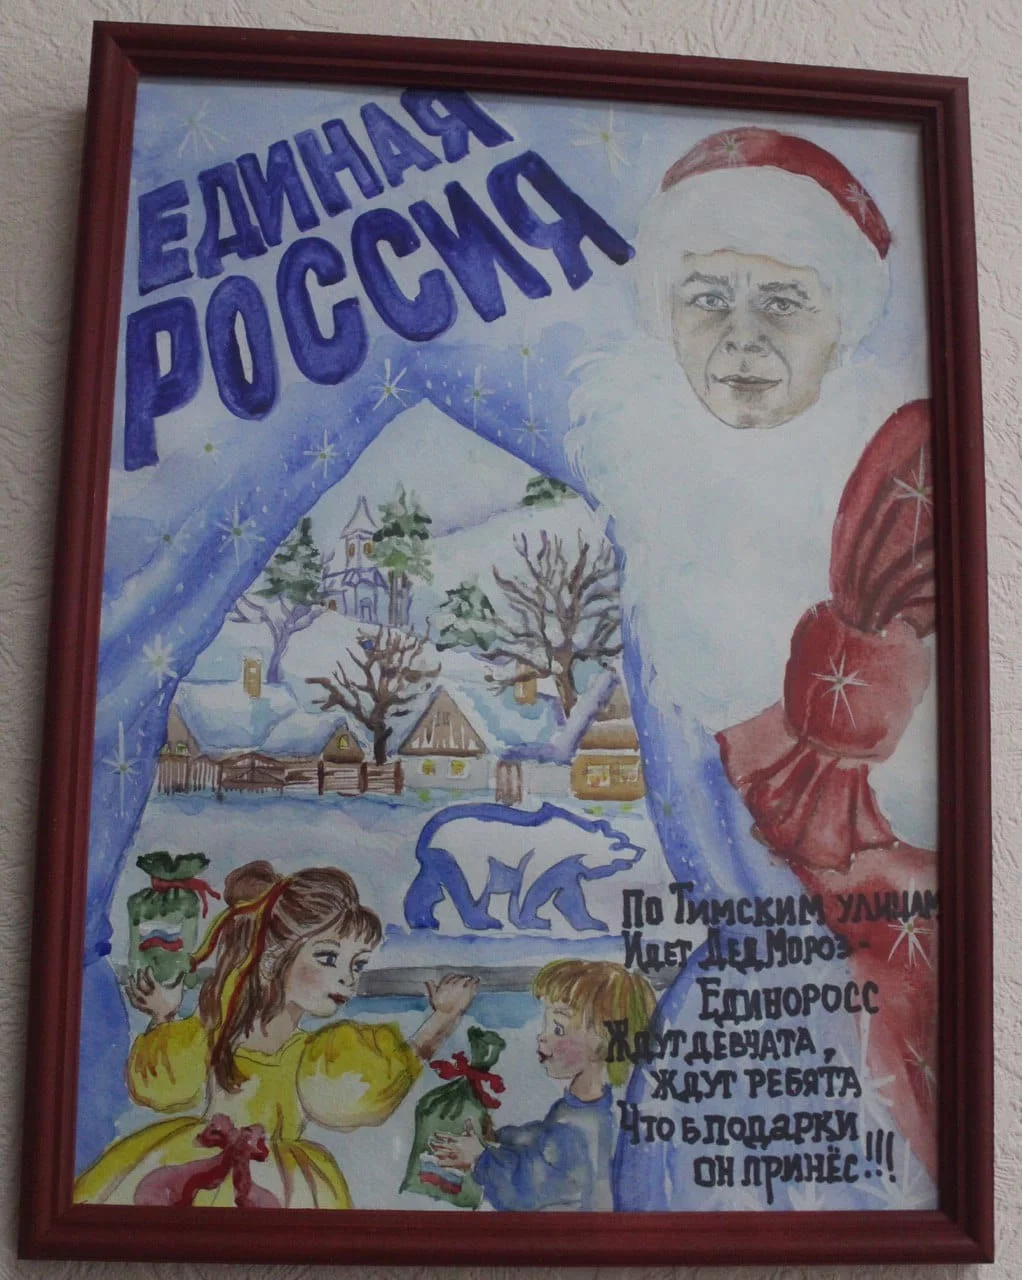 ЕДИНАЯ
РОССИЯ
По Тимским улицам
Идет Дед Мороз-
Единоросс
Ждут девчата,
Ждут ребята
Что б подарки
он принёс!!!